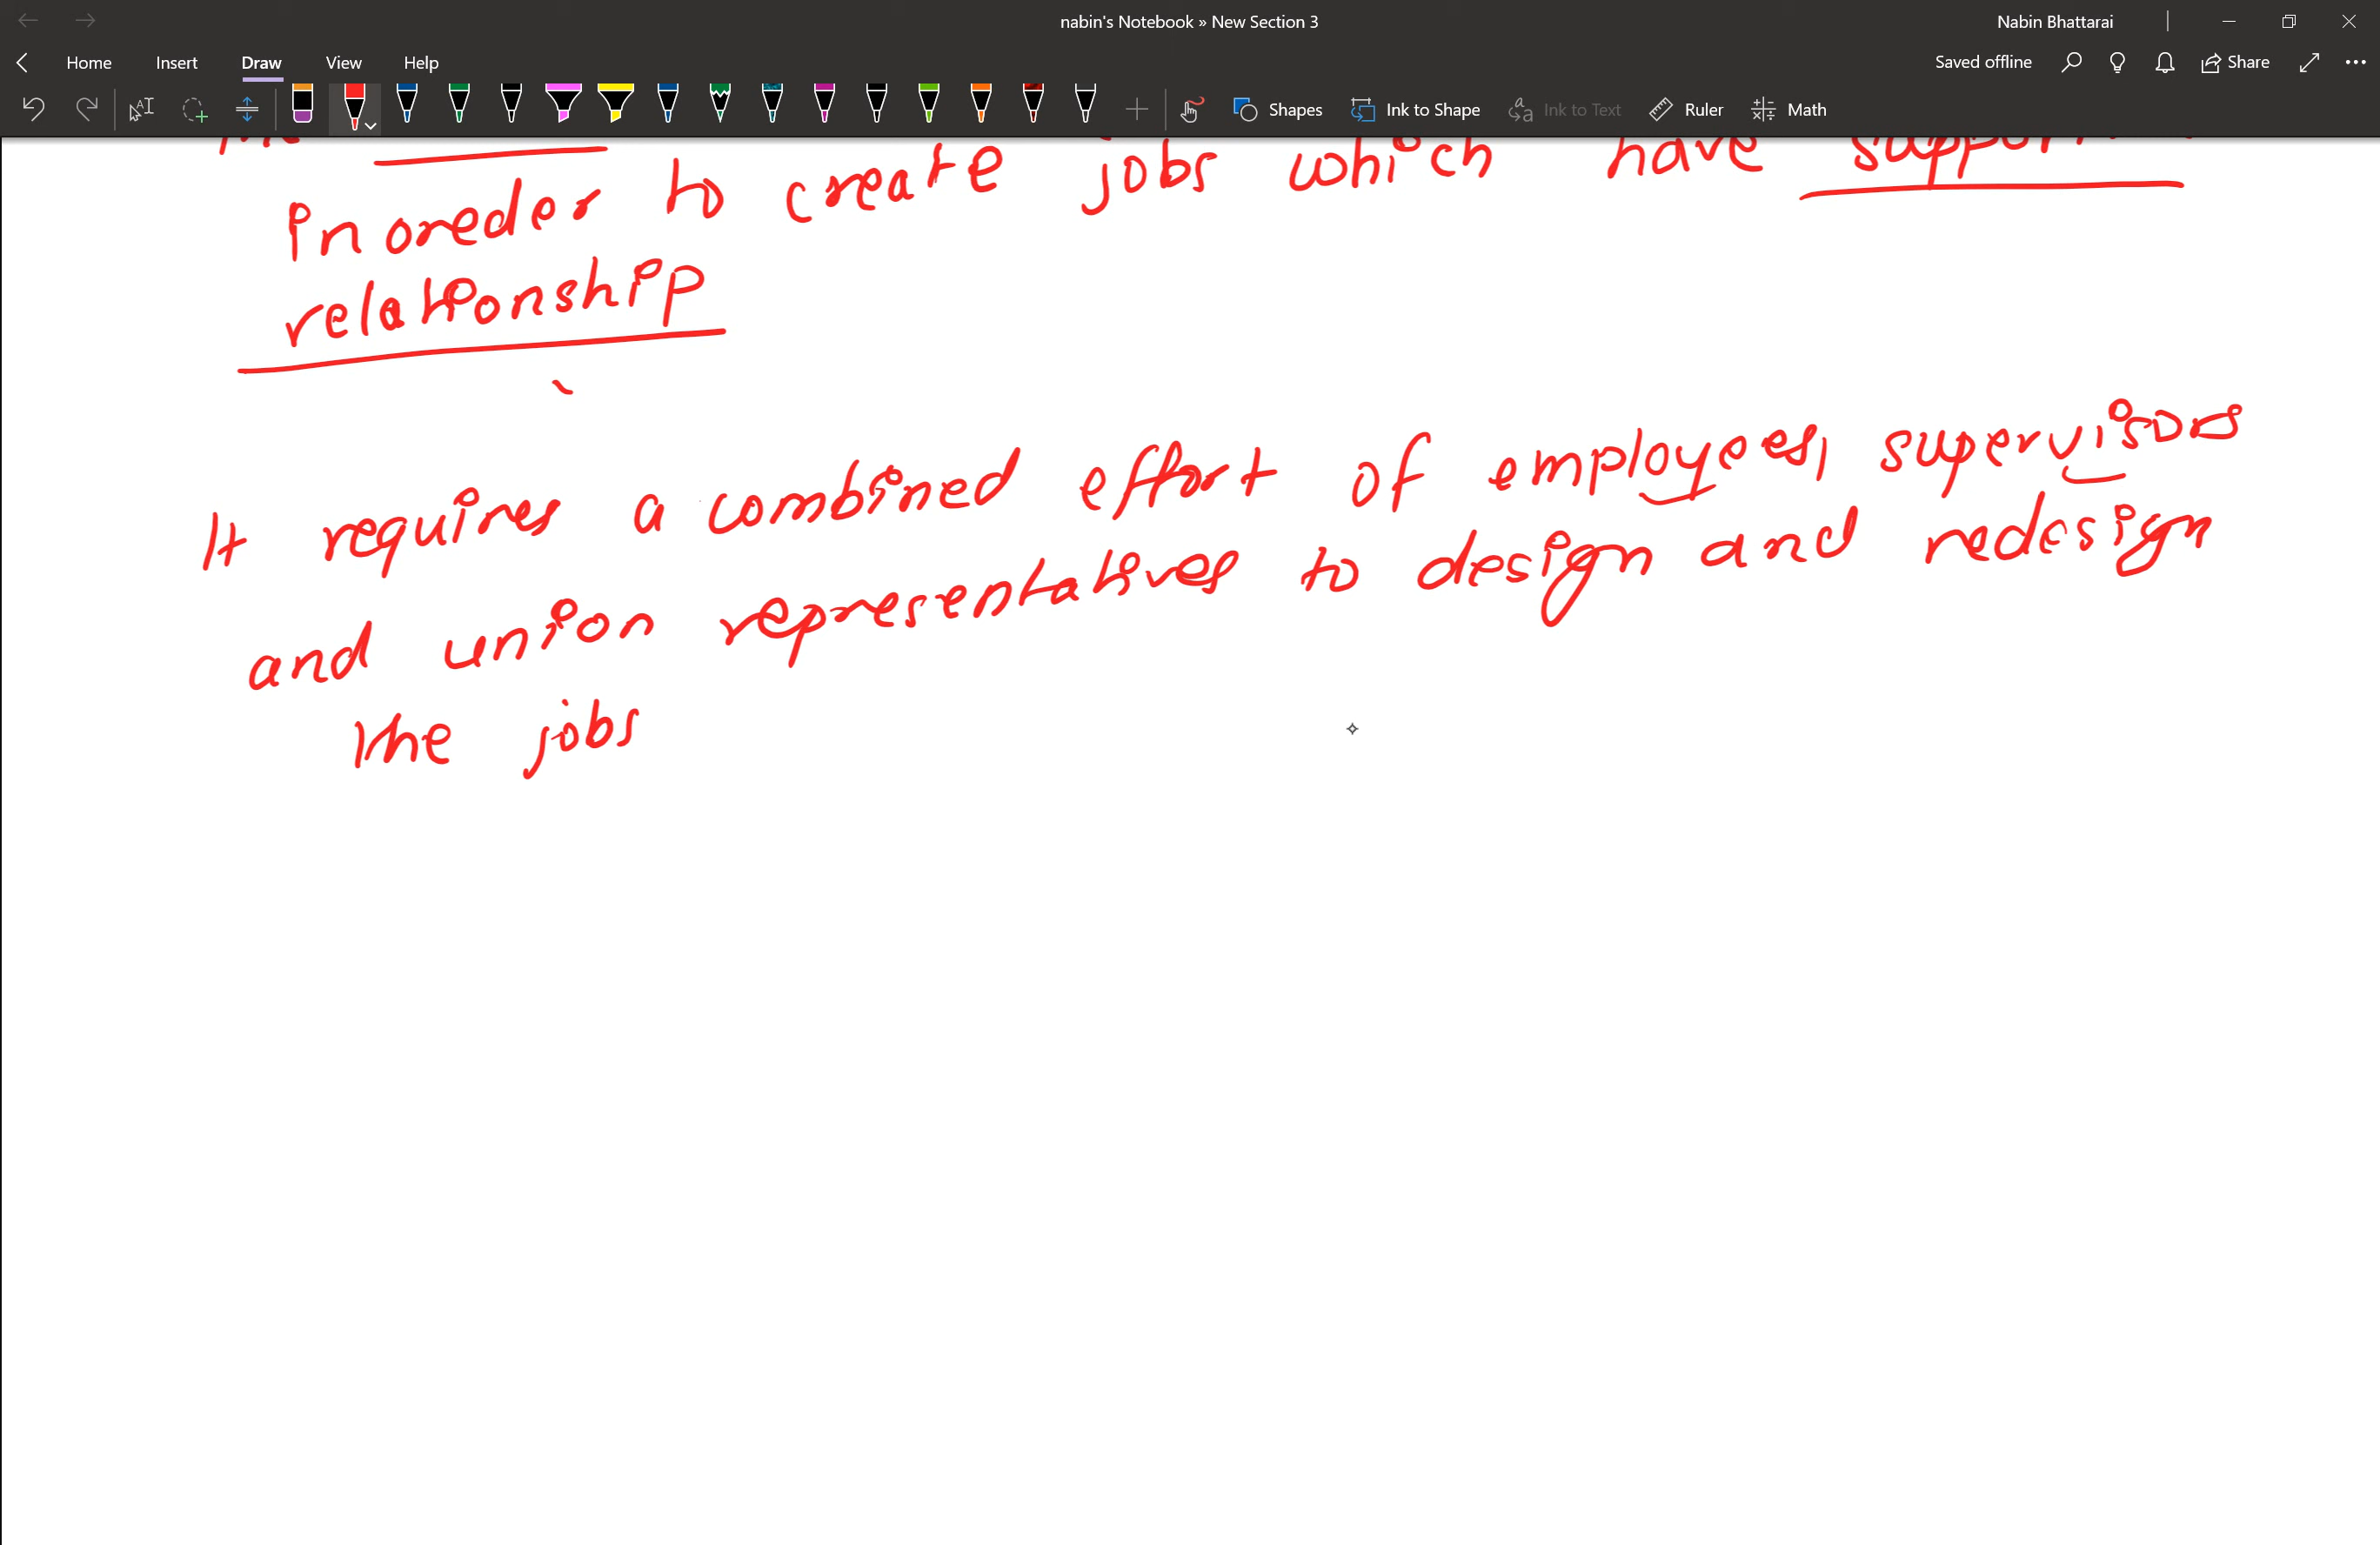 nabin's Notebook » New Section 3
Nabin Bhattarai
Home Insert Draw View Help
Saved offline Share
Shapes Ink to Shape Ink to Text Ruler Math
jobs which have
in oreder to create
relationship
It requires a combined effort of employees, supervisors
and union representatives to design and redesign
the jobs